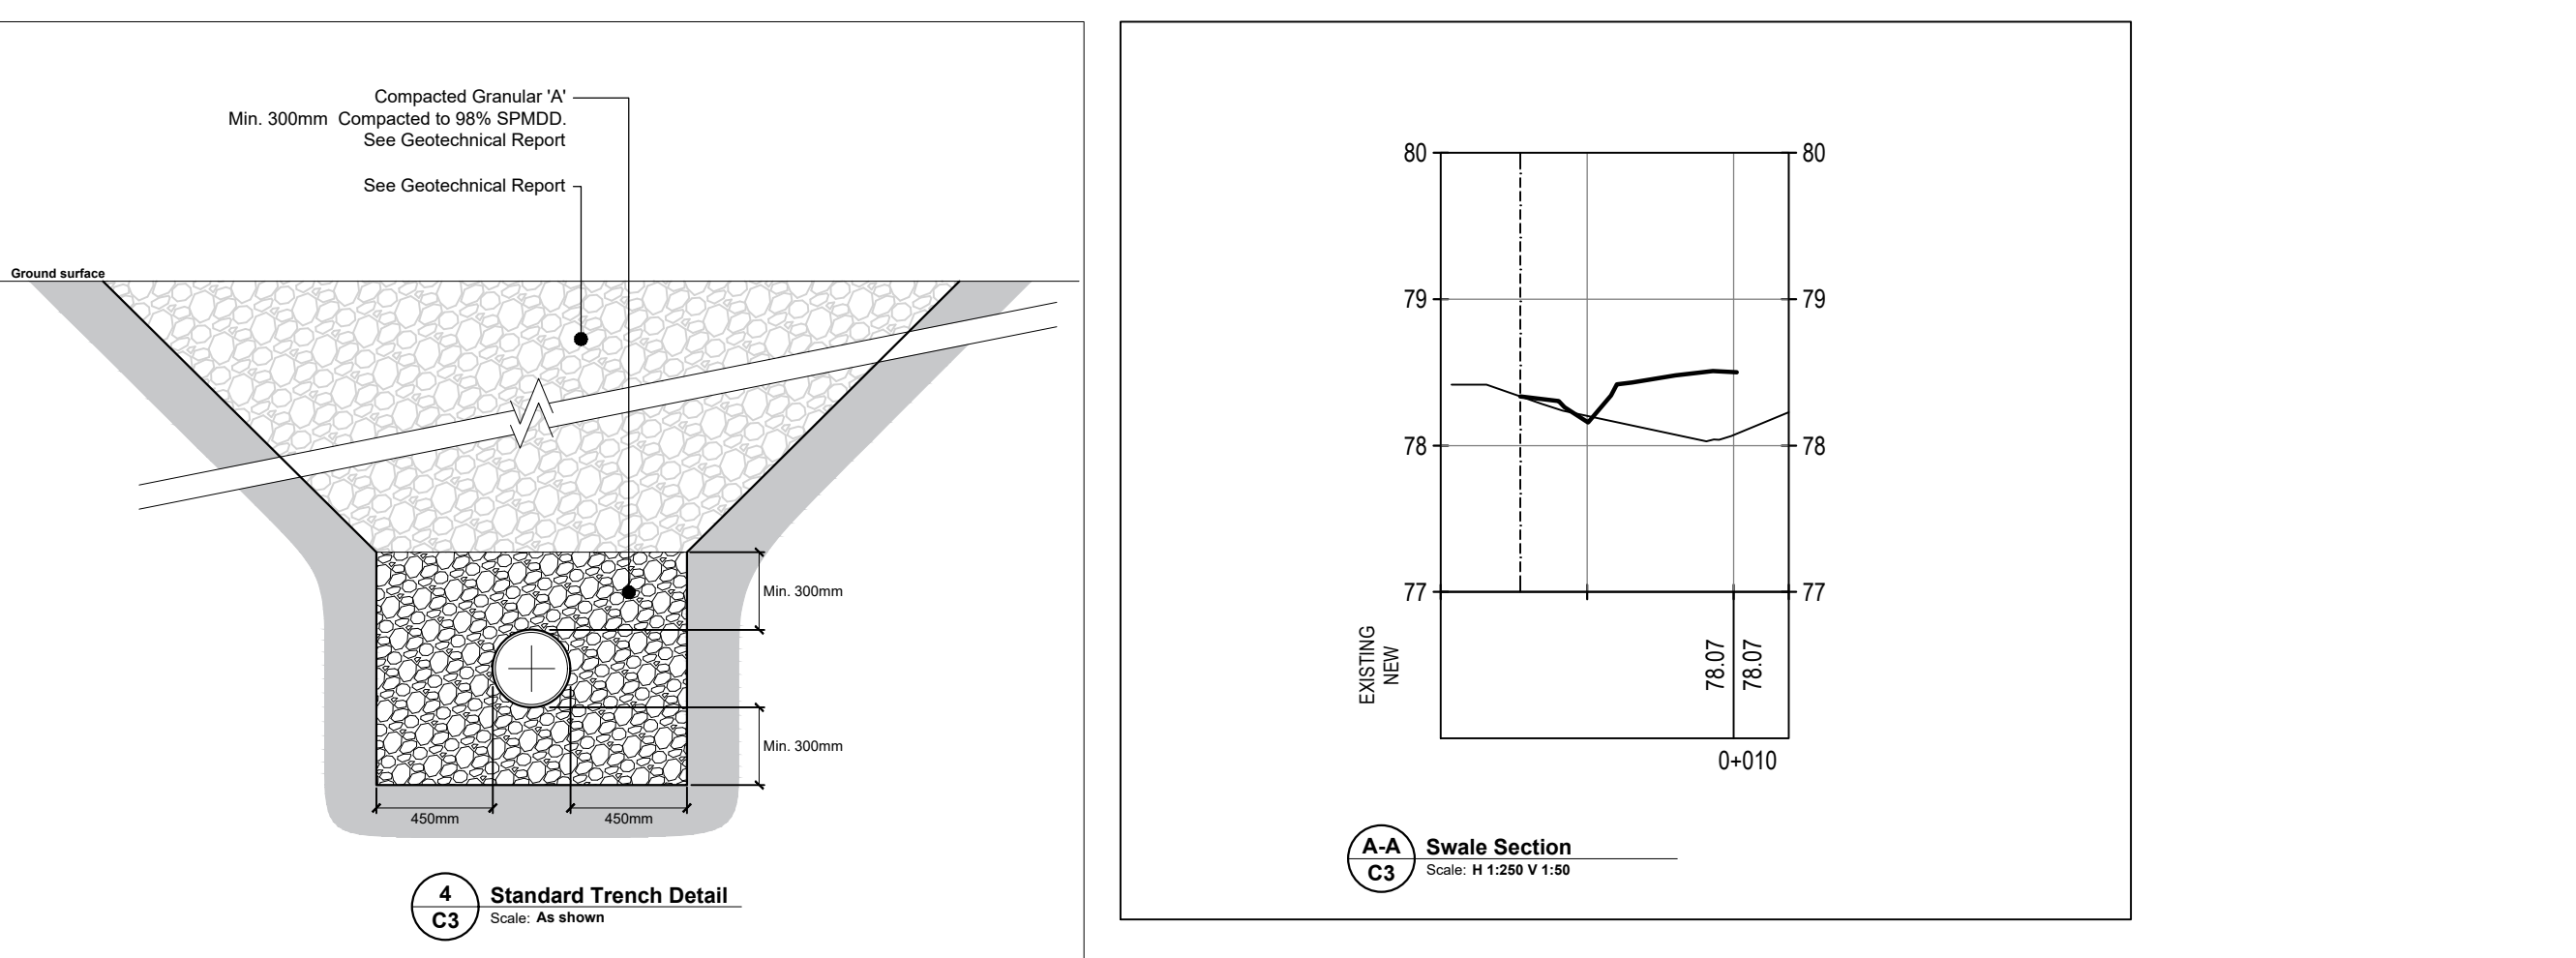 Compacted Granular 'A'
Min. 300mm Compacted to 98% SPMDD.
See Geotechnical Report
See Geotechnical Report
Ground surface
Min. 300mm
Min. 300mm
450mm 450mm
4
C3
Standard Trench Detail
Scale: As shown
80 80
79 79
78 78
77 77
EXISTING
NEW
78.07
78.07
0+010
A-A
C3
Swale Section
Scale: H 1:250 V 1:50